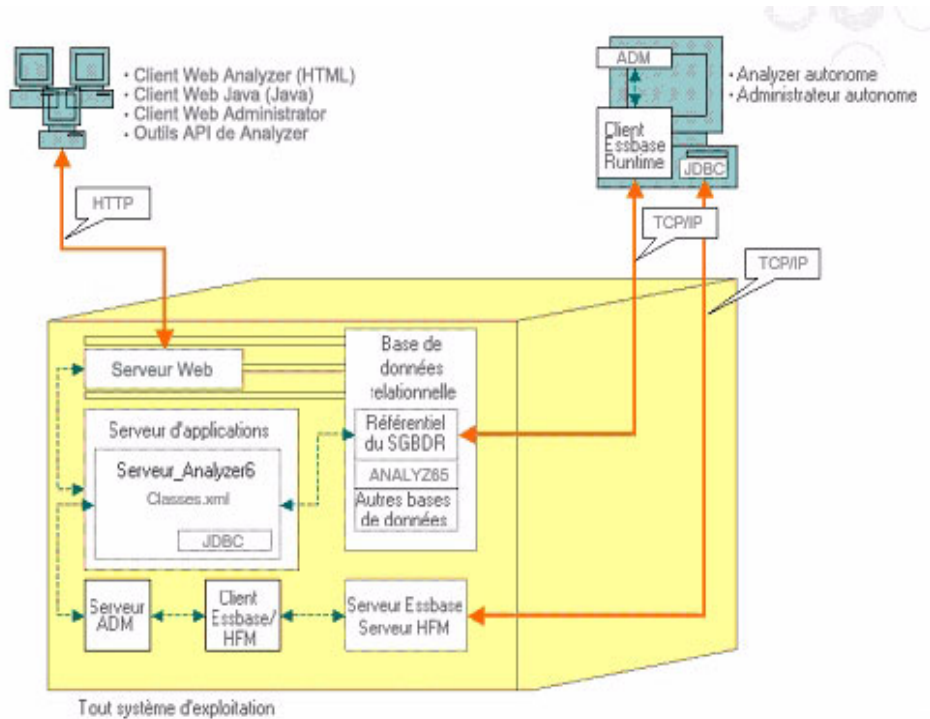 • Client Web Analyzer (HTML)
• Client Web Java (Java)
• Client Web Administrator
• Outils API de Analyzer
ADM
Client
Essbase
Runtime
JDBC
• Analyzer autonome
• Administrateur autonome
HTTP
TCP/IP
TCP/IP
Serveur Web
Base de
données
relationnelle
Référentiel
du SGBDR
ANALYZ65
Autres bases
de données
Serveur d'applications
Serveur_Analyzer6
Classes.xml
JDBC
Serveur
ADM
Client
Essbase/
HFM
Serveur Essbase
Serveur HFM
Tout système d'exploitation